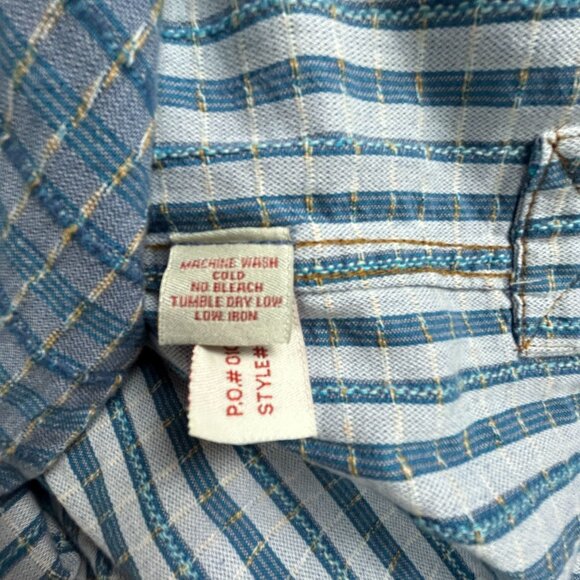 MACHINE WASH
COLD
NO BLEACH
TUMBLE DRY LOW
LOW IRON
P.O.#
STYLE#